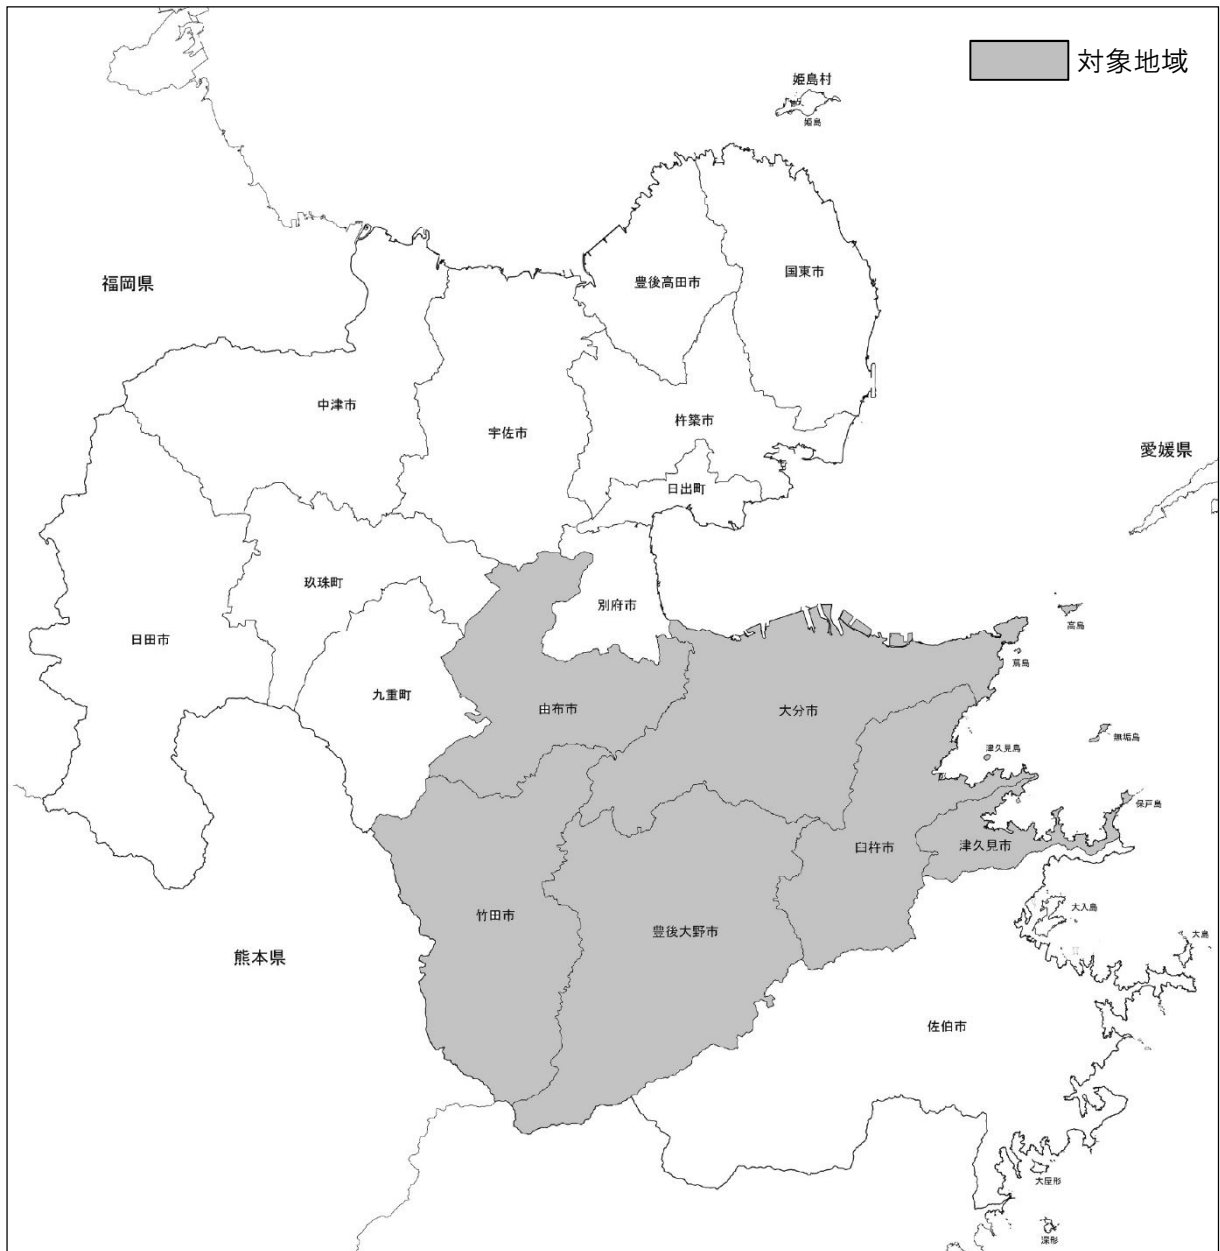 対象地域
姫島村
姫島
福岡県
豊後高田市
国東市
中津市
宇佐市
杵築市
愛媛県
日出町
玖珠町
別府市
日田市
高島
蔦島
九重町
由布市
大分市
無垢島
津久見島
保戸島
臼杵市
津久見市
竹田市
豊後大野市
大入島
大島
熊本県
佐伯市
大屋形
深形